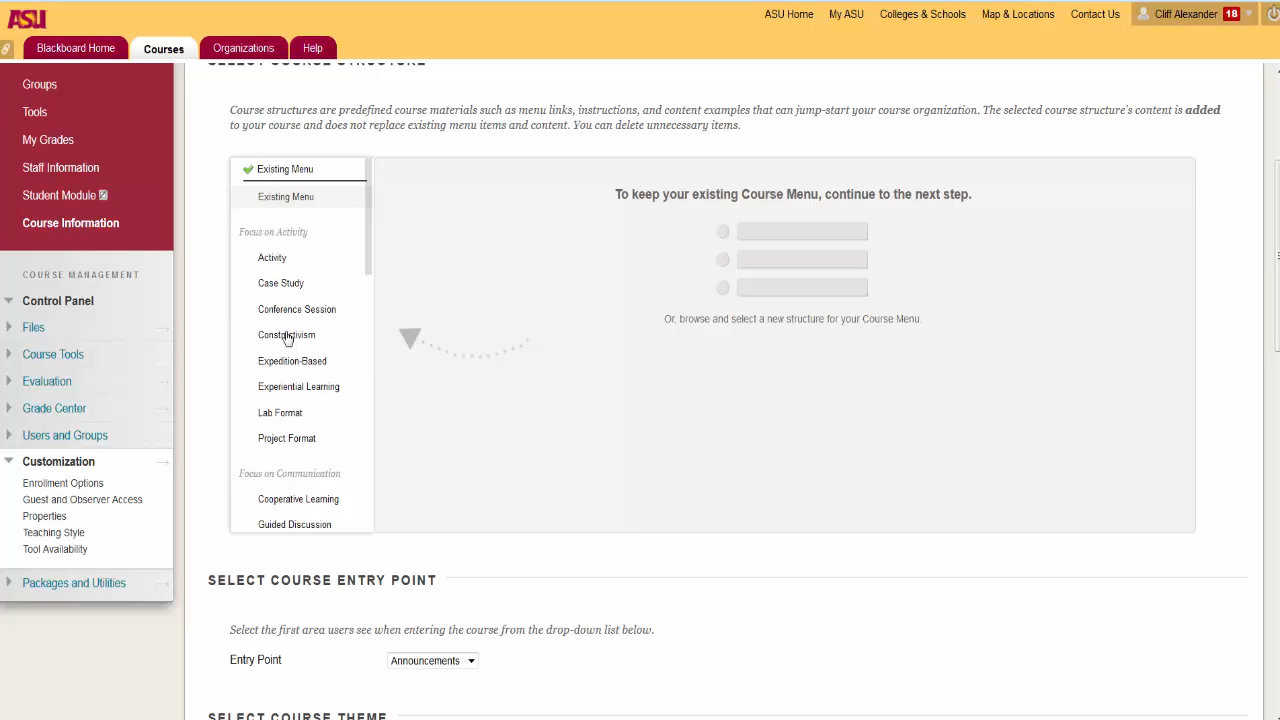 ASU
ASU Home My ASU Colleges & Schools Map & Locations Contact Us Cliff Alexander 18
Blackboard Home Courses Organizations Help
Groups
Tools
My Grades
Staff Information
Student Module
Course Information
COURSE MANAGEMENT
Control Panel
Files
Course Tools
Evaluation
Grade Center
Users and Groups
Customization
Enrollment Options
Guest and Observer Access
Properties
Teaching Style
Tool Availability
Packages and Utilities
SELECT COURSE STRUCTURE
Course structures are predefined course materials such as menu links, instructions, and content examples that can jump-start your course organization. The selected course structure's content is added
to your course and does not replace existing menu items and content. You can delete unnecessary items.
Existing Menu
Existing Menu
Focus on Activity
Activity
Case Study
Conference Session
Constructivism
Expedition-Based
Experiential Learning
Lab Format
Project Format
Focus on Communication
Cooperative Learning
Guided Discussion
To keep your existing Course Menu, continue to the next step.
Or, browse and select a new structure for your Course Menu.
SELECT COURSE ENTRY POINT
Select the first area users see when entering the course from the drop-down list below.
Entry Point Announcements
SELECT COURSE THEME